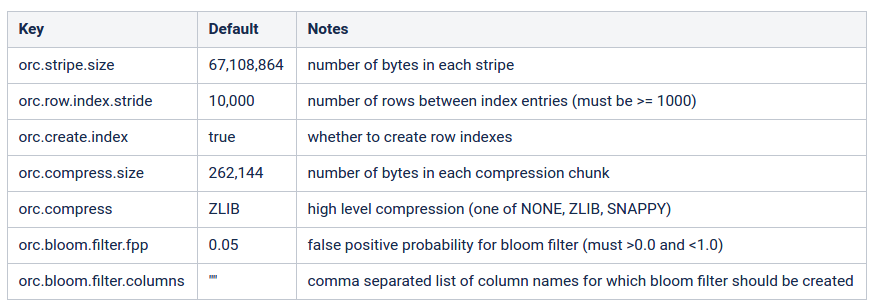 Key Default Notes
orc.stripe.size 67,108,864 number of bytes in each stripe
orc.row.index.stride 10,000 number of rows between index entries (must be >= 1000)
orc.create.index true whether to create row indexes
orc.compress.size 262,144 number of bytes in each compression chunk
orc.compress ZLIB high level compression (one of NONE, ZLIB, SNAPPY)
orc.bloom.filter.fpp 0.05 false positive probability for bloom filter (must >0.0 and <1.0)
orc.bloom.filter.columns "" comma separated list of column names for which bloom filter should be created